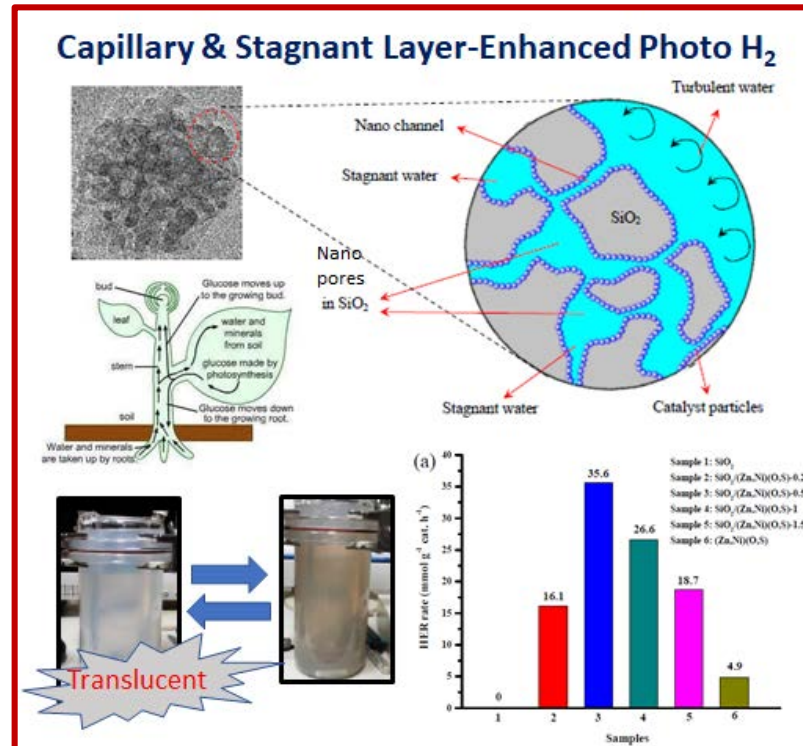 Capillary & Stagnant Layer-Enhanced Photo H₂
Turbulent water
Nano channel
Stagnant water
SiO₂
Nano
pores
in SiO₂
Stagnant water
Catalyst particles
bud
Glucose moves up
to the growing bud.
leaf
water and
minerals
from soil
stem
glucose made by
photosynthesis
soil
Glucose moves down
to the growing root.
Water and minerals
are taken up by roots.
Translucent
(a)
Sample 1: SiO₂
Sample 2: SiO₂/(Zn,Ni)(O,S)-0.2
Sample 3: SiO₂/(Zn,Ni)(O,S)-0.5
Sample 4: SiO₂/(Zn,Ni)(O,S)-1
Sample 5: SiO₂/(Zn,Ni)(O,S)-1.5
Sample 6: (Zn,Ni)(O,S)
HER rate (mmol g⁻¹ cat. h⁻¹)
40
35
30
25
20
15
10
5
0
0
16.1
35.6
26.6
18.7
4.9
1 2 3 4 5 6
Samples